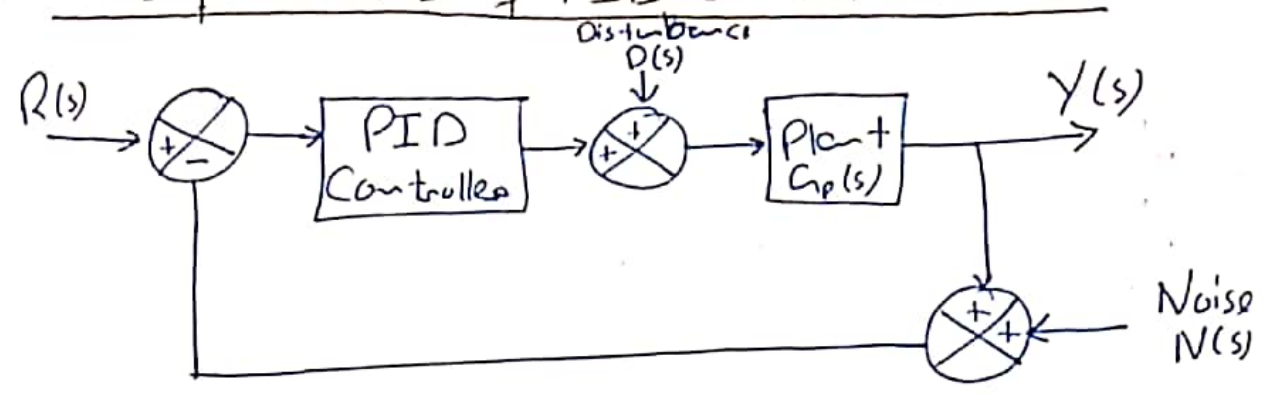 Disturbance
D(s)
R(s)
+
−
PID
Controller
+
+
Plant
Gp(s)
Y(s)
+
+
Noise
N(s)